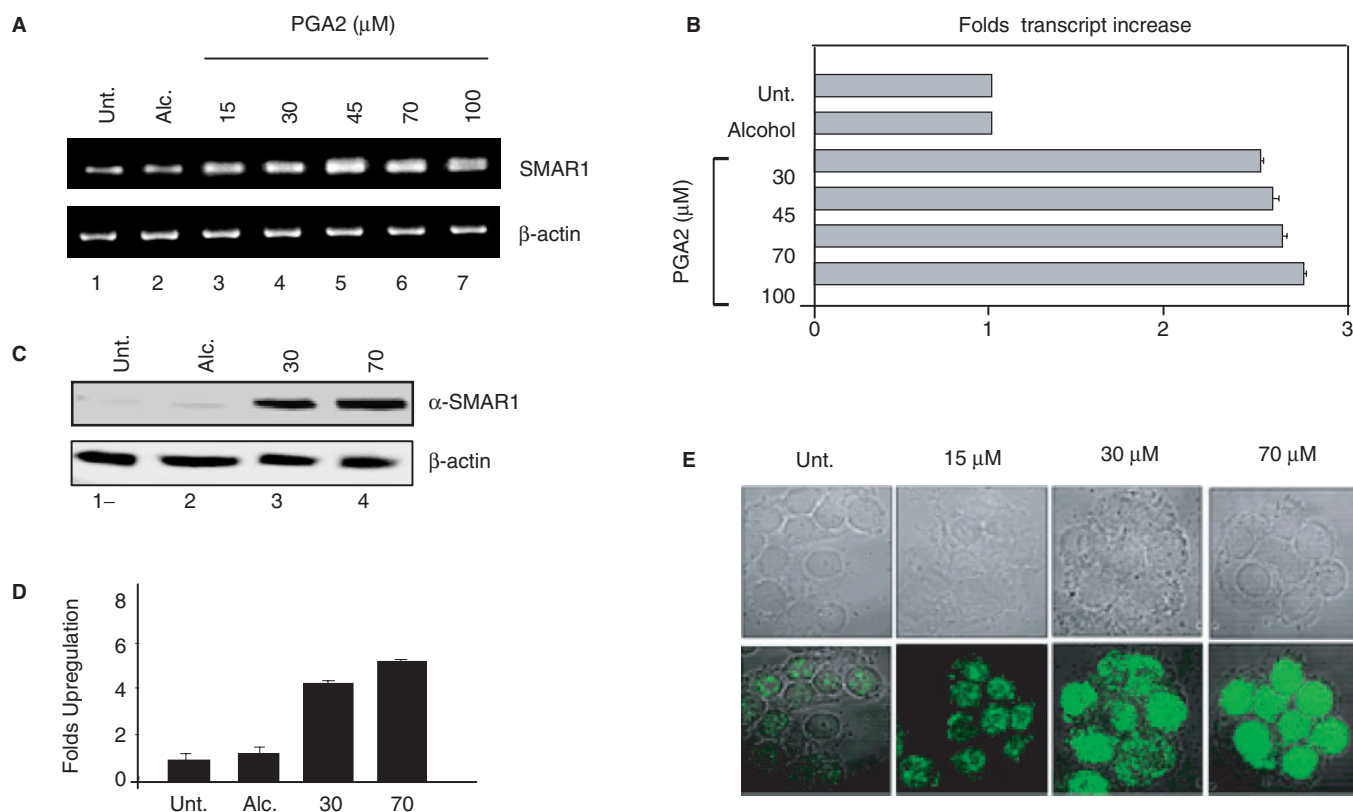 A
PGA2 (μM)
Unt. Alc. 15 30 45 70 100
SMAR1
β-actin
1 2 3 4 5 6 7
B
Folds transcript increase
Unt.
Alcohol
30
45
70
100
PGA2 (μM)
0 1 2 3
C
Unt. Alc. 30 70
α-SMAR1
β-actin
1– 2 3 4
D
Folds Upregulation
8
6
4
2
0
Unt. Alc. 30 70
E
Unt. 15 μM 30 μM 70 μM